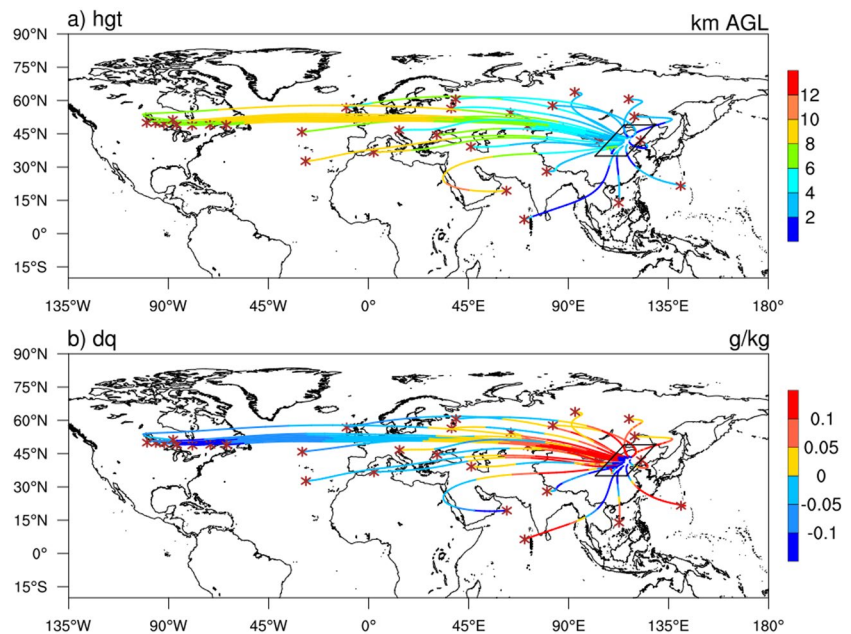 a) hgt
km AGL
90°N
75°N
60°N
45°N
30°N
15°N
0°
15°S
135°W
90°W
45°W
0°
45°E
90°E
135°E
180°
12
10
8
6
4
2
b) dq
g/kg
90°N
75°N
60°N
45°N
30°N
15°N
0°
15°S
135°W
90°W
45°W
0°
45°E
90°E
135°E
180°
0.1
0.05
0
-0.05
-0.1